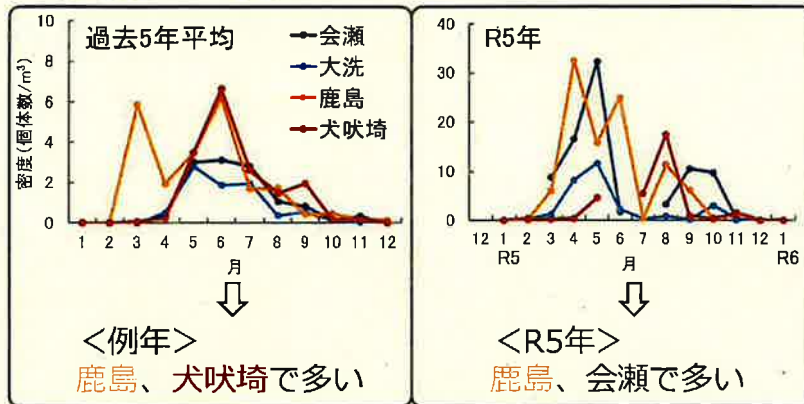 過去5年平均
会瀬
大洗
鹿島
犬吠埼
密度(個体数/m³)
10
8
6
4
2
0
1 2 3 4 5 6 7 8 9 10 11 12
月
<例年>
鹿島、犬吠埼で多い
R5年
40
30
20
10
0
12 1 2 3 4 5 6 7 8 9 10 11 12 1
R5 月 R6
<R5年>
鹿島、会瀬で多い